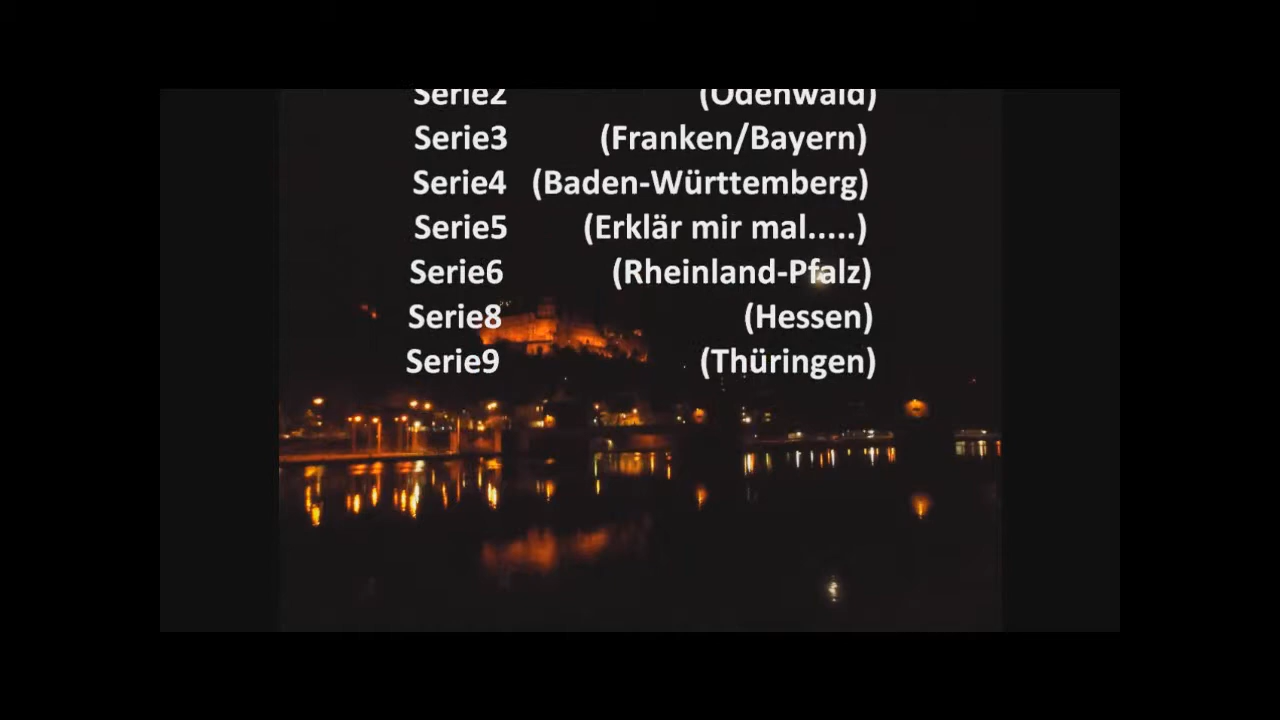 Serie2 (Odenwald)
Serie3 (Franken/Bayern)
Serie4 (Baden-Württemberg)
Serie5 (Erklär mir mal.....)
Serie6 (Rheinland-Pfalz)
Serie8 (Hessen)
Serie9 (Thüringen)